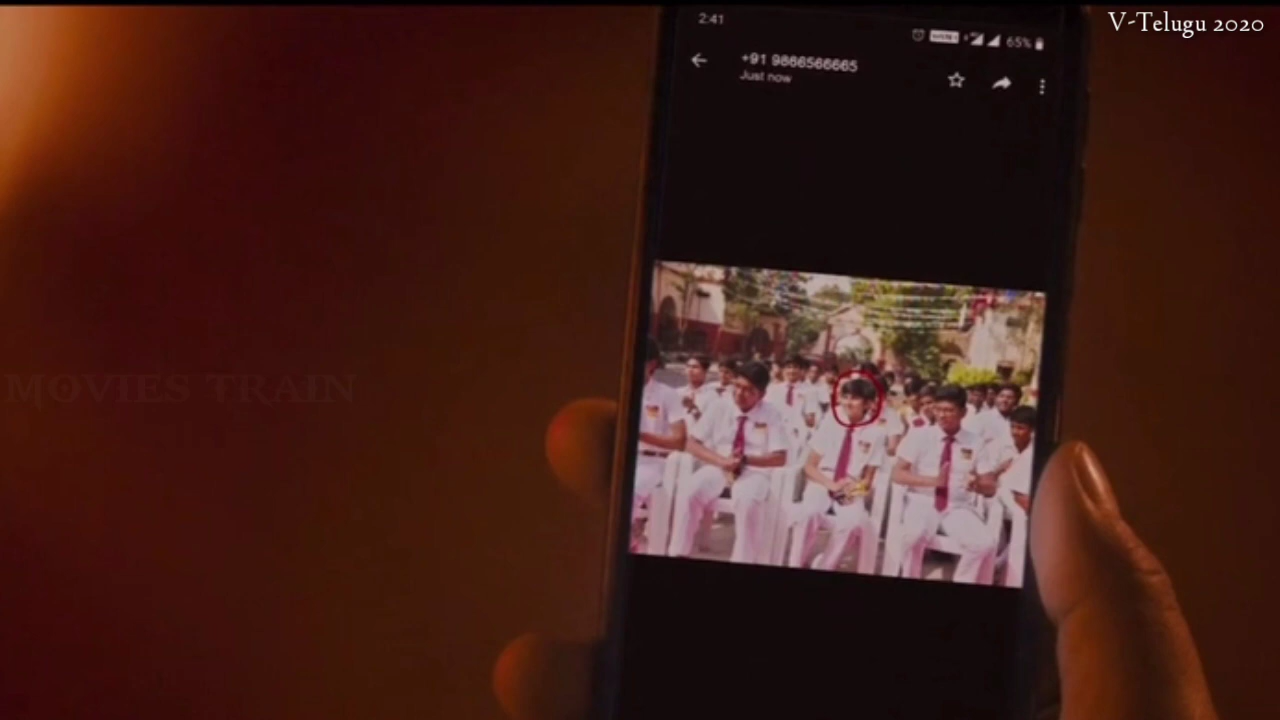 V-Telugu 2020
2:41
65%
+91 9866566665
Just now
MOVIES TRAIN